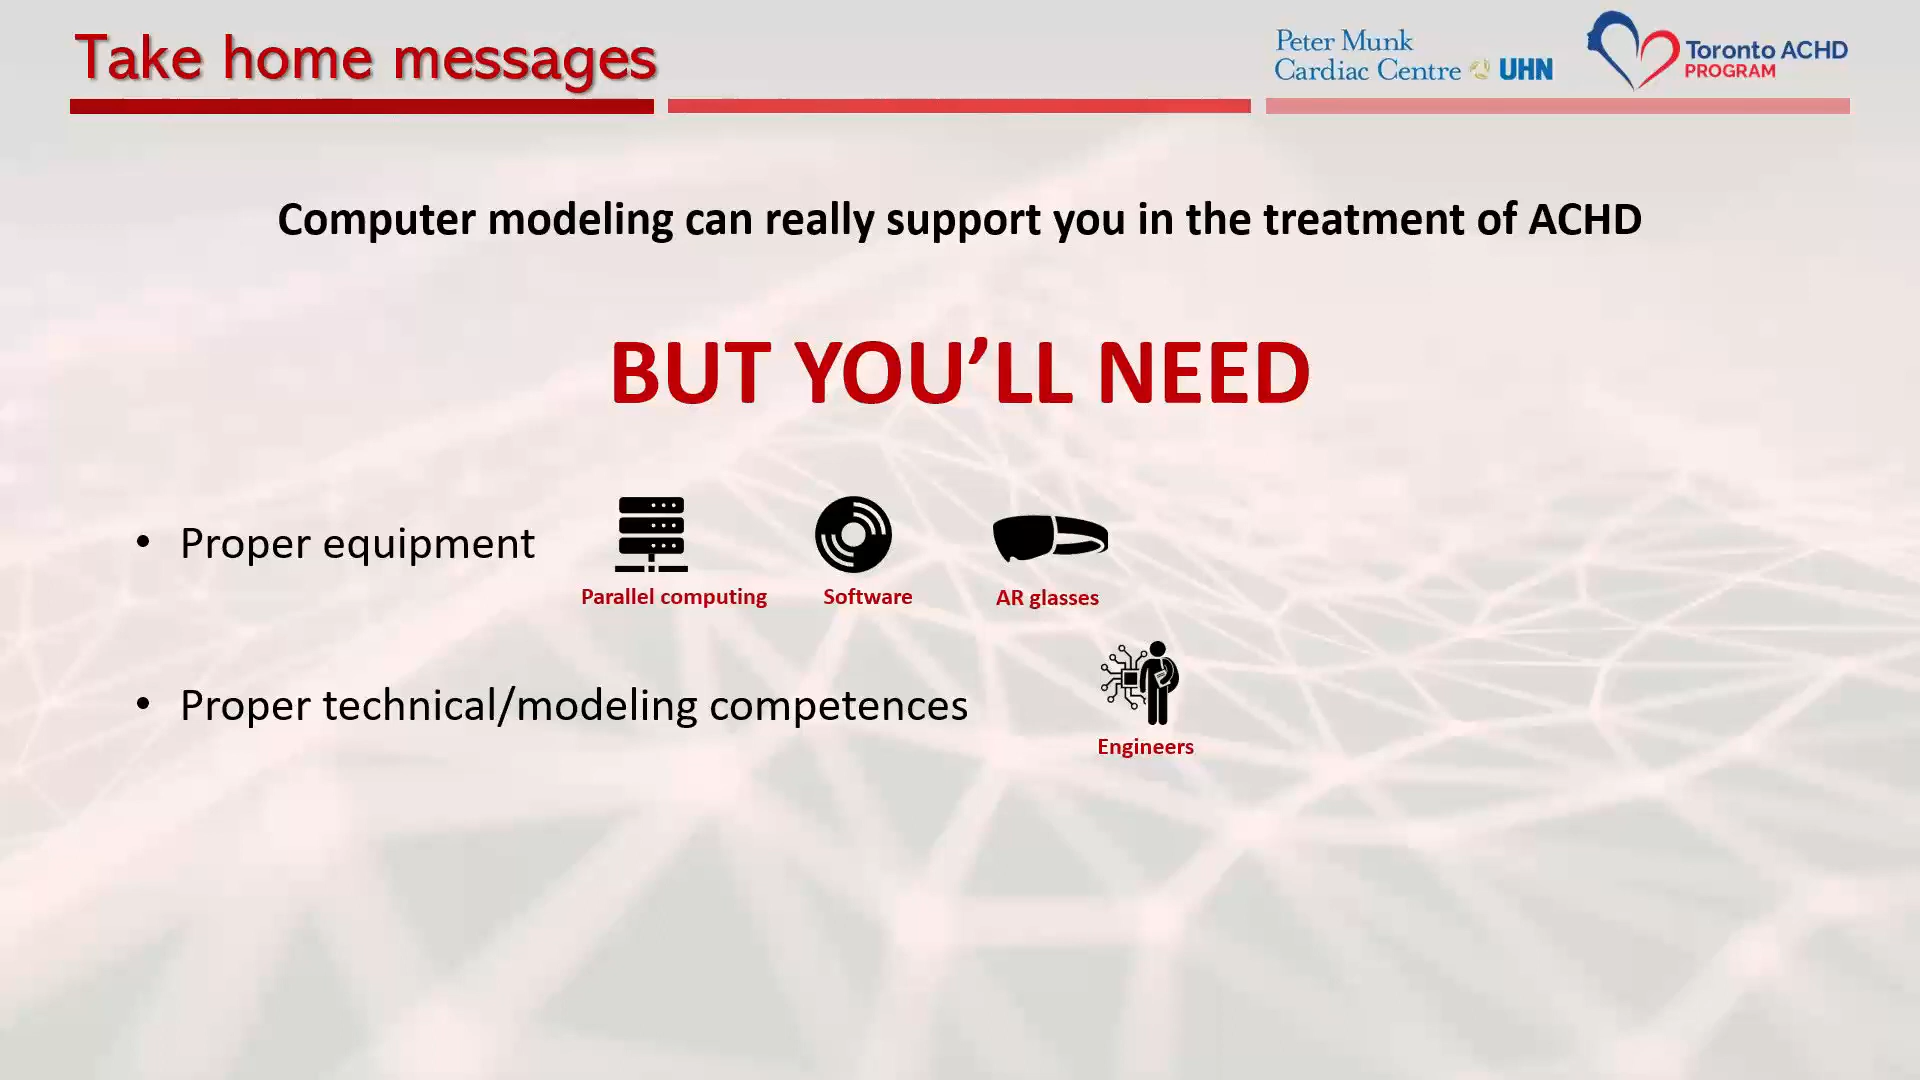 Take home messages
Peter Munk
Cardiac Centre UHN
Toronto ACHD
PROGRAM
Computer modeling can really support you in the treatment of ACHD
BUT YOU’LL NEED
• Proper equipment
Parallel computing
Software
AR glasses
• Proper technical/modeling competences
Engineers